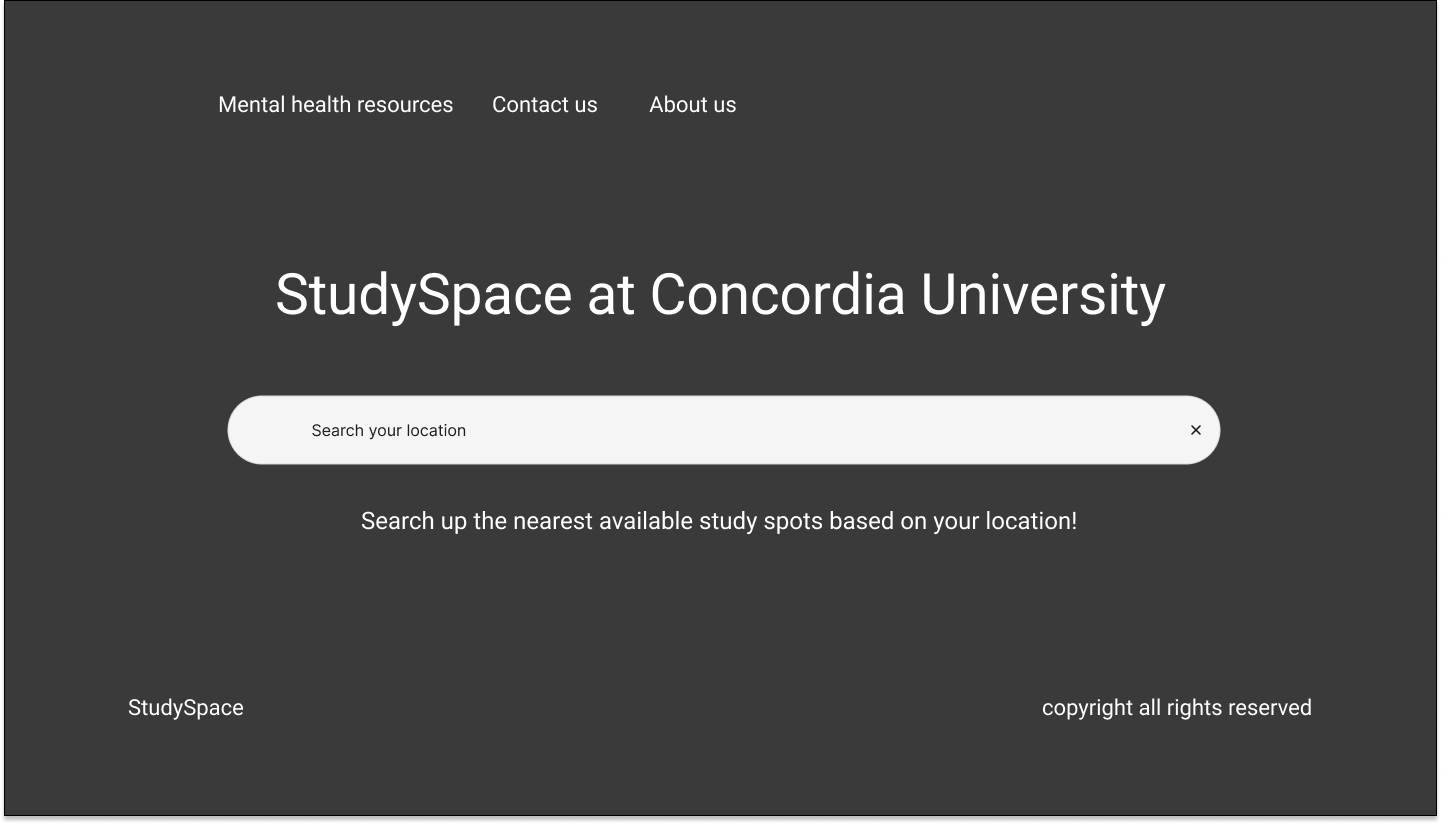 Mental health resources Contact us About us
StudySpace at Concordia University
Search your location
Search up the nearest available study spots based on your location!
StudySpace copyright all rights reserved